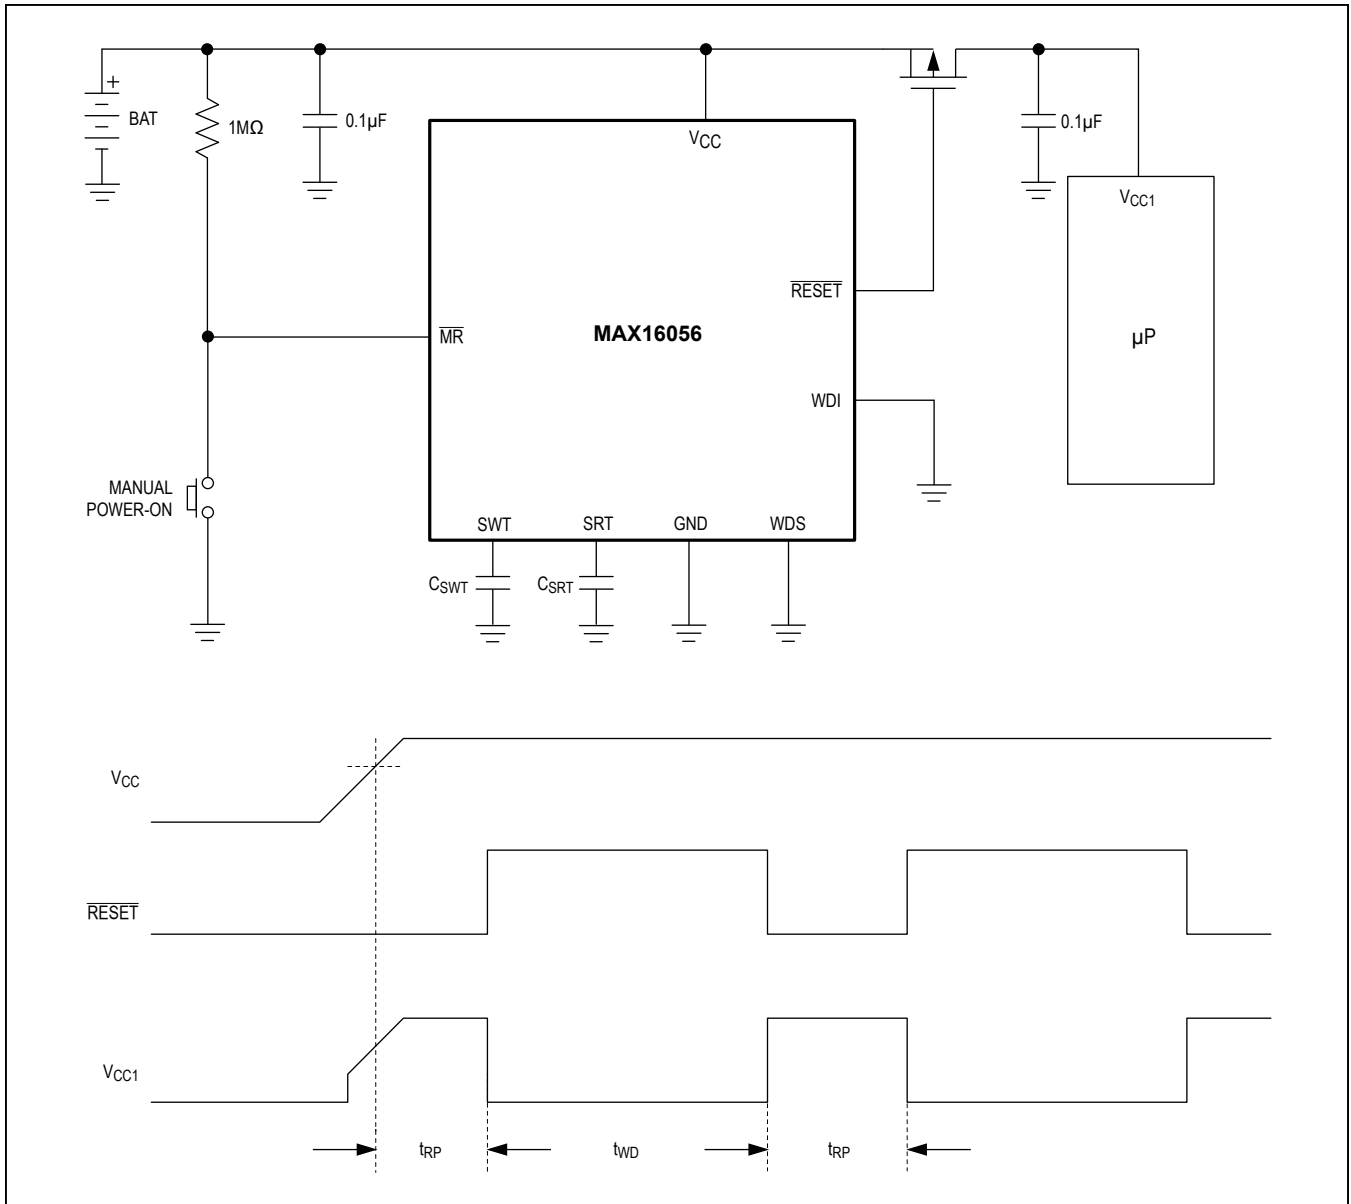 +
BAT
1MΩ
0.1µF
VCC
0.1µF
VCC1
RESET
MR
MAX16056
µP
WDI
MANUAL
POWER-ON
SWT
SRT
GND
WDS
CSWT
CSRT
VCC
RESET
VCC1
tRP
tWD
tRP